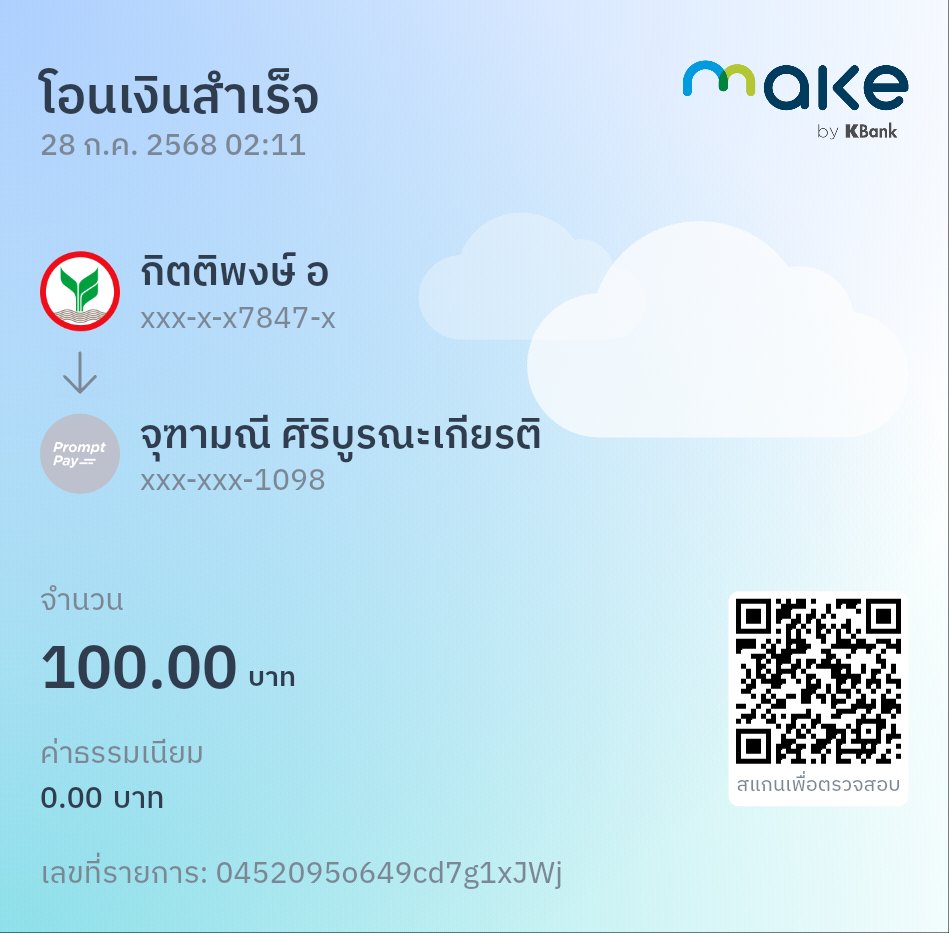 โอนเงินสำเร็จ
28 ก.ค. 2568 02:11
make
by KBank
กิตติพงษ์ อ
xxx-x-x7847-x
Prompt
Pay
จุฑามณี ศิริบูรณะเกียรติ
xxx-xxx-1098
จำนวน
100.00 บาท
ค่าธรรมเนียม
0.00 บาท
สแกนเพื่อตรวจสอบ
เลขที่รายการ: 0452095o649cd7g1xJWj